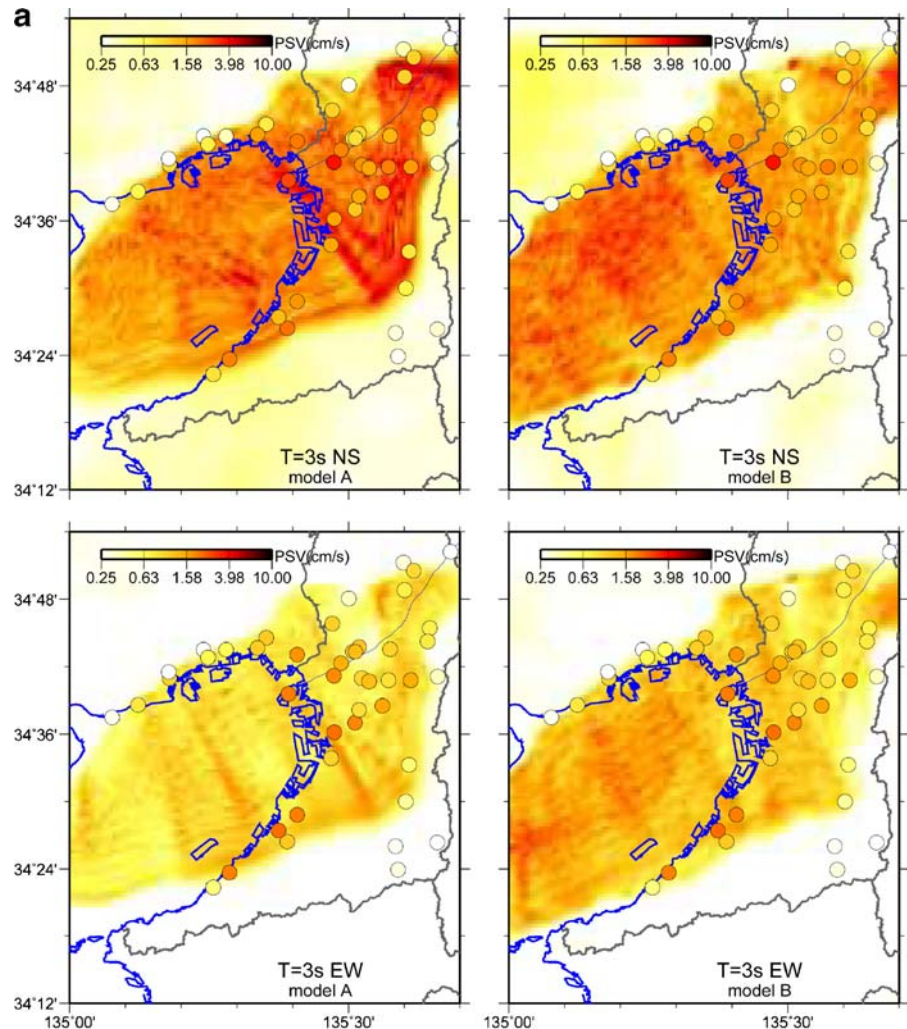 a
PSV(cm/s) PSV(cm/s)
0.25 0.63 1.58 3.98 10.00 0.25 0.63 1.58 3.98 10.00
34°48'
34°36'
34°24'
T=3s NS T=3s NS
model A model B
34°12'
PSV(cm/s) PSV(cm/s)
0.25 0.63 1.58 3.98 10.00 0.25 0.63 1.58 3.98 10.00
34°48'
34°36'
34°24'
T=3s EW T=3s EW
model A model B
34°12'
135°00' 135°30' 135°00' 135°30'